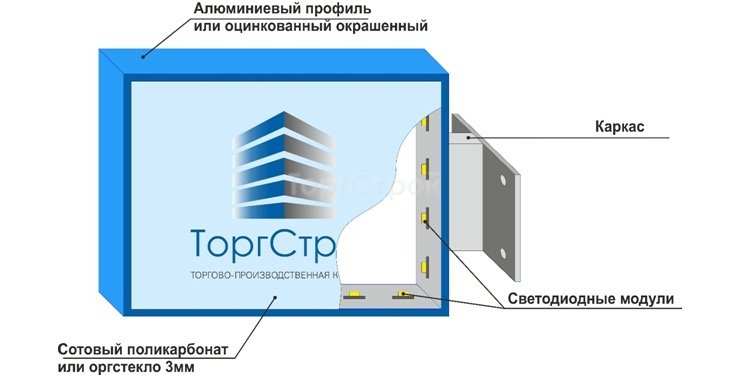 Алюминиевый профиль
или оцинкованный окрашенный
Каркас
ТоргСтрой
ТоргСтр
ТОРГОВО-ПРОИЗВОДСТВЕННАЯ К
Светодиодные модули
Сотовый поликарбонат
или оргстекло 3мм